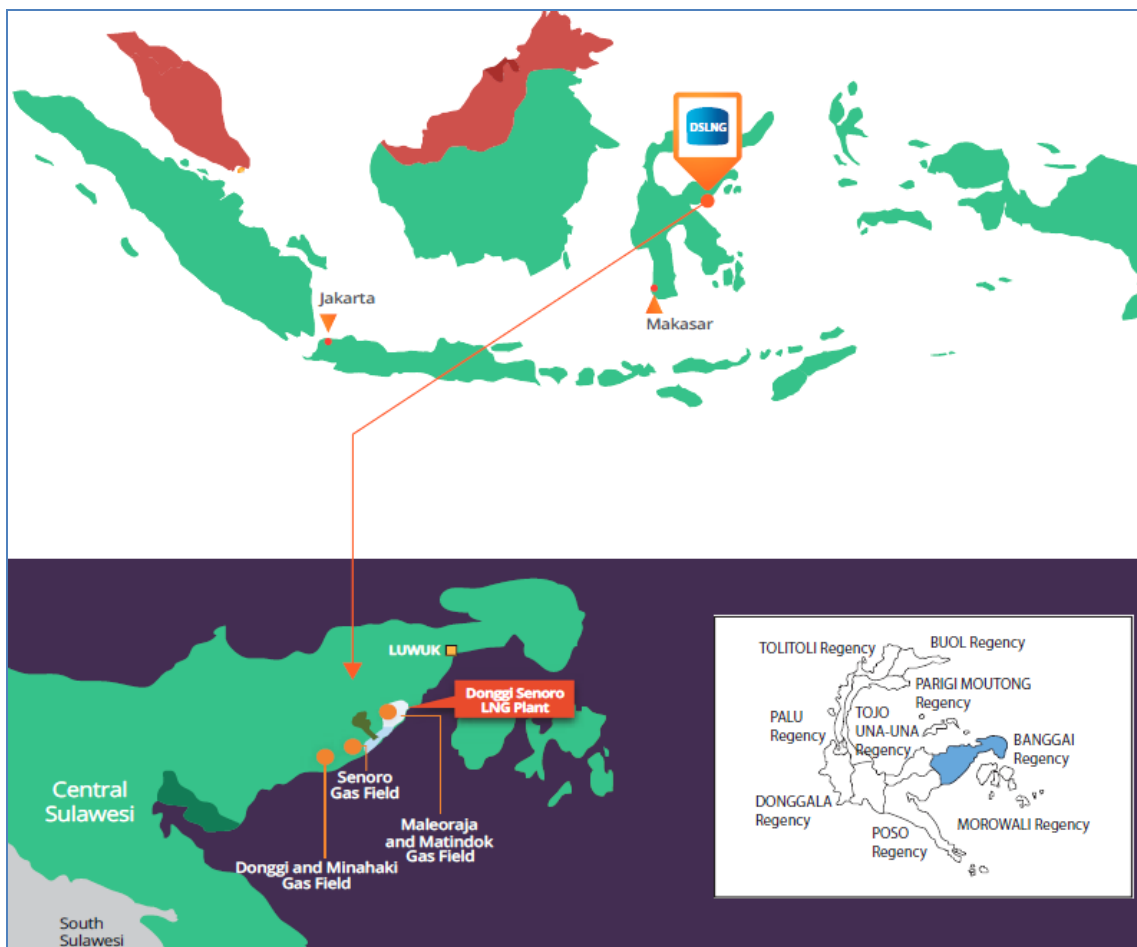 DSLNG
Jakarta
Makasar
LUWUK
Donggi Senoro
LNG Plant
Senoro
Gas Field
Maleoraja
and Matindok
Gas Field
Donggi and Minahaki
Gas Field
Central
Sulawesi
South
Sulawesi
TOLITOLI Regency
BUOL Regency
PARIGI MOUTONG
Regency
PALU
Regency
TOJO
UNA-UNA
Regency
BANGGAI
Regency
DONGGALA
Regency
POSO
Regency
MOROWALI Regency